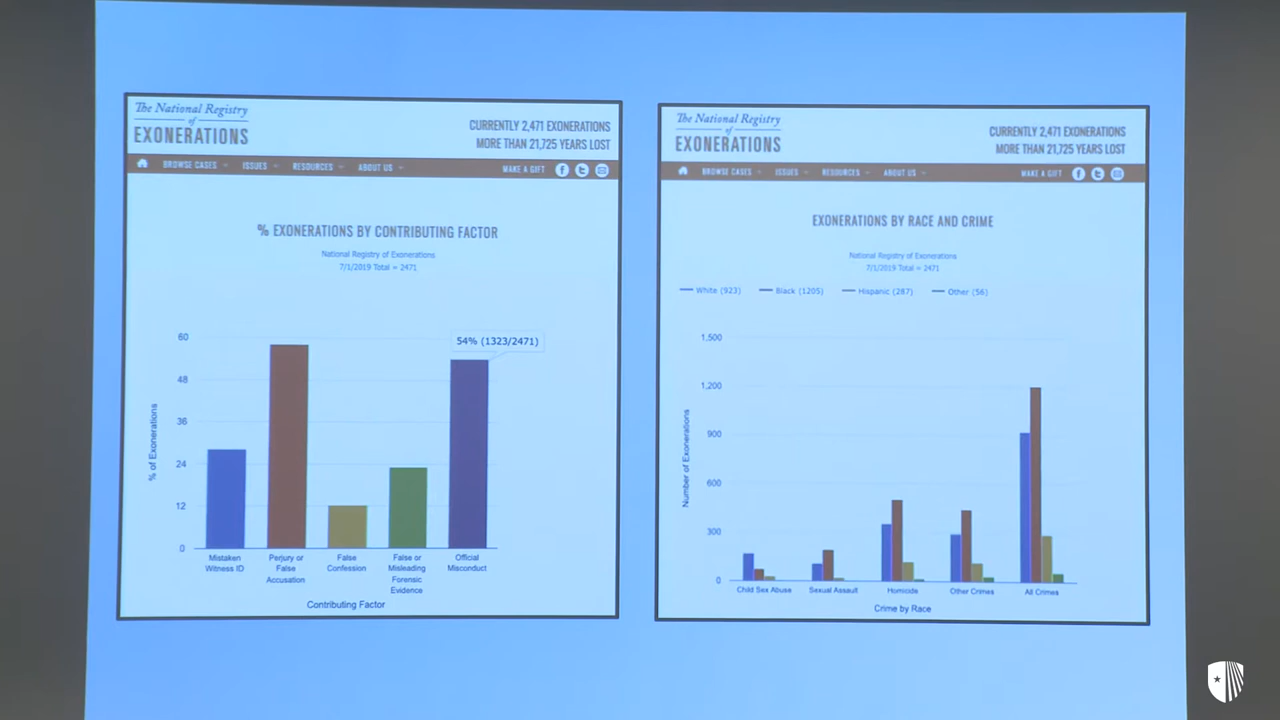 The National Registry
of
EXONERATIONS
CURRENTLY 2,471 EXONERATIONS
MORE THAN 21,725 YEARS LOST
BROWSE CASES ISSUES RESOURCES ABOUT US MAKE A GIFT
% EXONERATIONS BY CONTRIBUTING FACTOR
National Registry of Exonerations
7/1/2019 Total = 2471
54% (1323/2471)
% of Exonerations
60
48
36
24
12
0
Mistaken
Witness ID
Perjury or
False
Accusation
False
Confession
False or
Misleading
Forensic
Evidence
Official
Misconduct
Contributing Factor
The National Registry
of
EXONERATIONS
CURRENTLY 2,471 EXONERATIONS
MORE THAN 21,725 YEARS LOST
BROWSE CASES ISSUES RESOURCES ABOUT US MAKE A GIFT
EXONERATIONS BY RACE AND CRIME
National Registry of Exonerations
7/1/2019 Total = 2471
White (923) Black (1205) Hispanic (287) Other (56)
Number of Exonerations
1,500
1,200
900
600
300
0
Child Sex Abuse
Sexual Assault
Homicide
Other Crimes
All Crimes
Crime by Race